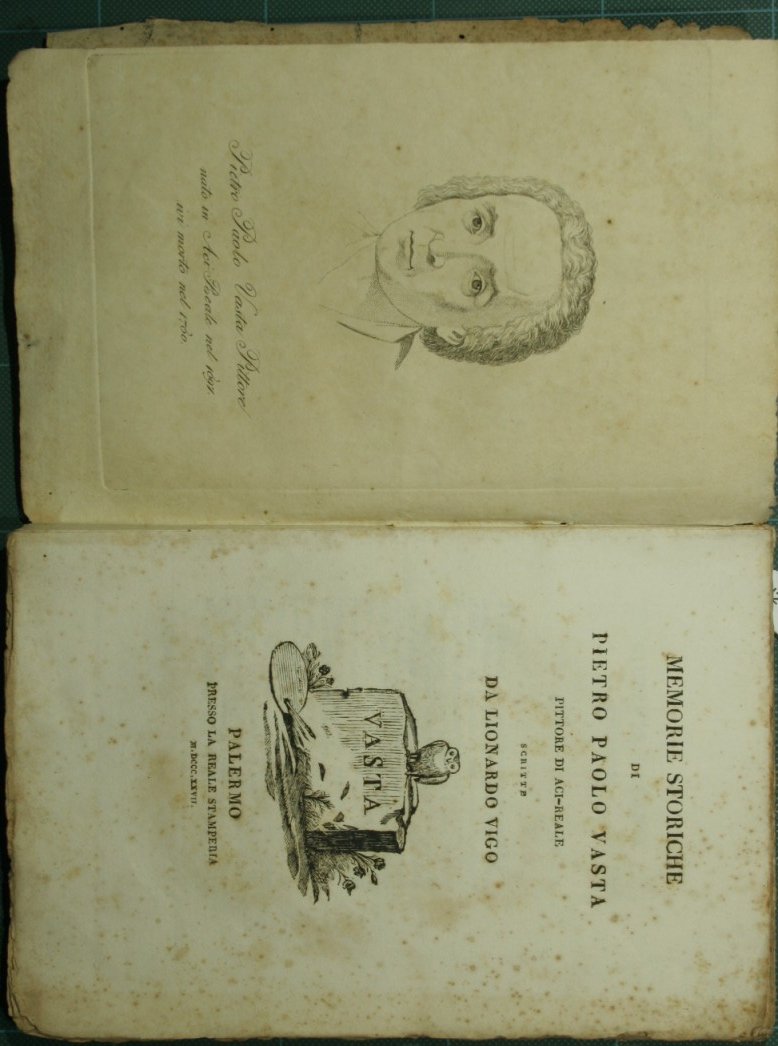 Pietro Paolo Vasta Pittore
nato in Aci Reale nel 1697.
ivi morto nel 1760.
MEMORIE STORICHE
DI
PIETRO PAOLO VASTA
PITTORE DI ACI-REALE
SCRITTE
DA LIONARDO VIGO
VASTA
PALERMO
PRESSO LA REALE STAMPERIA
M.DCCC.XXVII.